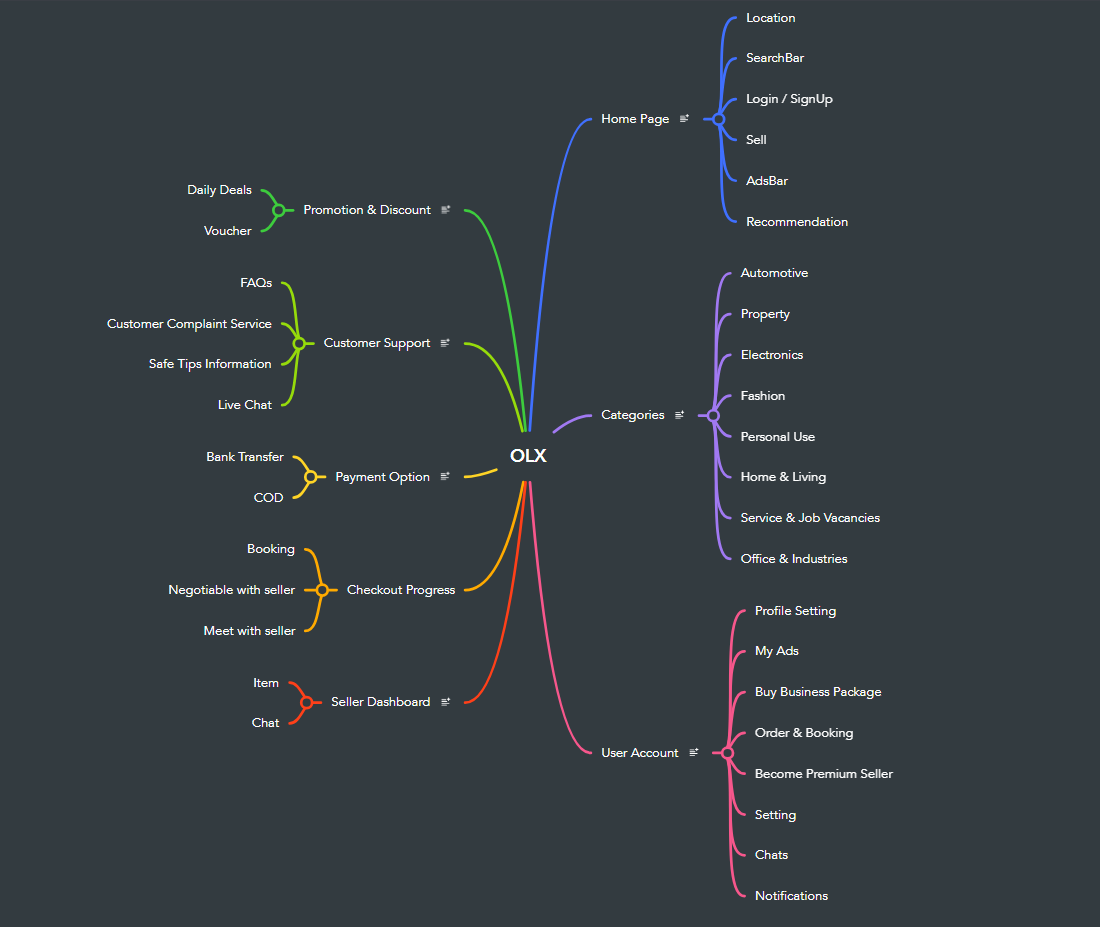 OLX
Home Page
Location
SearchBar
Login / SignUp
Sell
AdsBar
Recommendation
Categories
Automotive
Property
Electronics
Fashion
Personal Use
Home & Living
Service & Job Vacancies
Office & Industries
User Account
Profile Setting
My Ads
Buy Business Package
Order & Booking
Become Premium Seller
Setting
Chats
Notifications
Promotion & Discount
Daily Deals
Voucher
Customer Support
FAQs
Customer Complaint Service
Safe Tips Information
Live Chat
Payment Option
Bank Transfer
COD
Checkout Progress
Booking
Negotiable with seller
Meet with seller
Seller Dashboard
Item
Chat